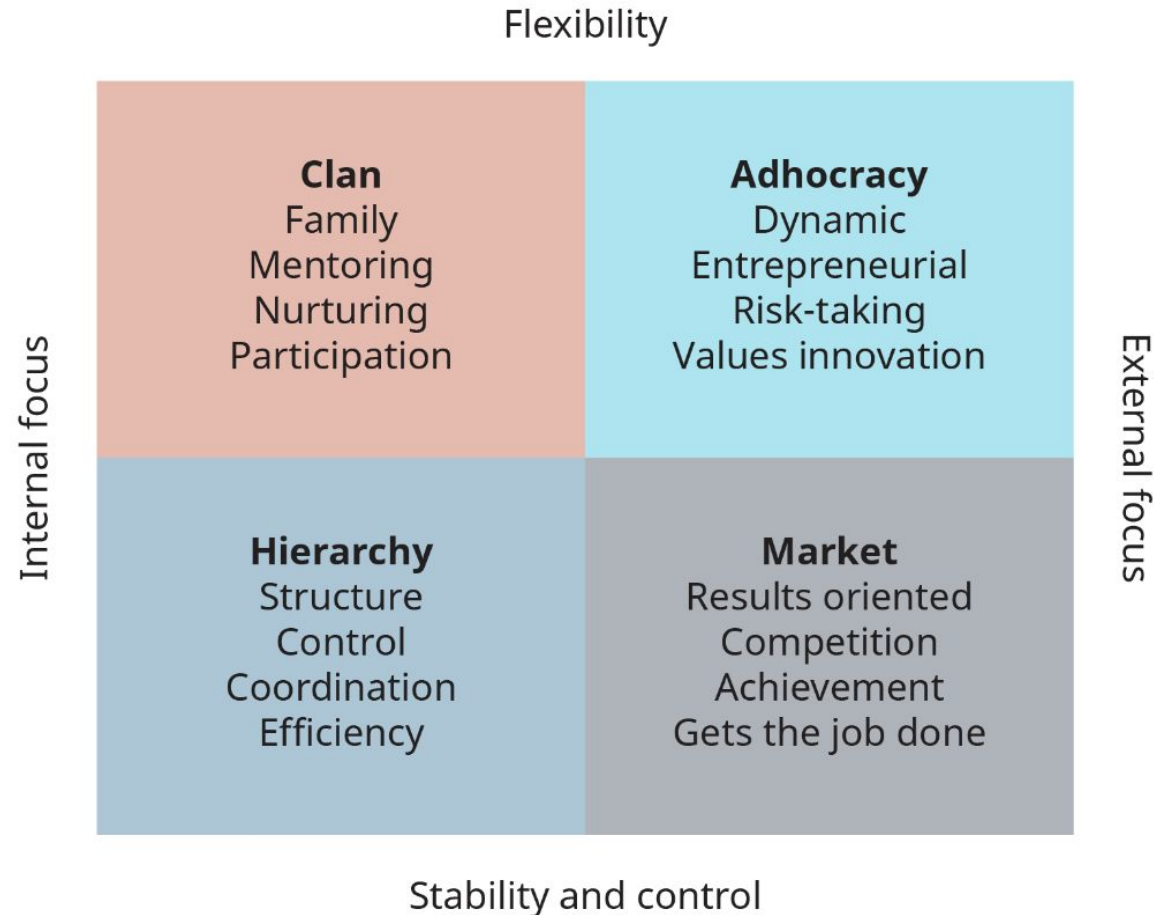 Flexibility
Internal focus
Clan
Family
Mentoring
Nurturing
Participation
Adhocracy
Dynamic
Entrepreneurial
Risk-taking
Values innovation
External focus
Hierarchy
Structure
Control
Coordination
Efficiency
Market
Results oriented
Competition
Achievement
Gets the job done
Stability and control